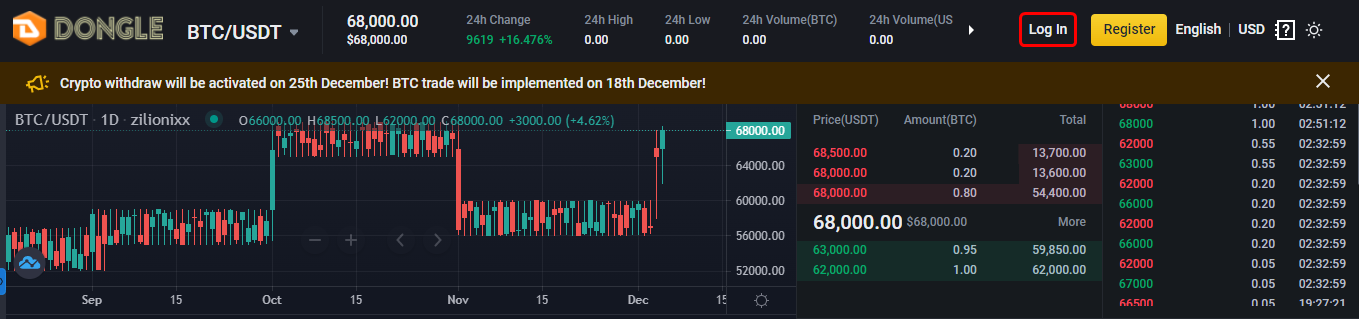 DONGLE
BTC/USDT
68,000.00
$68,000.00
24h Change
9619 +16.476%
24h High
0.00
24h Low
0.00
24h Volume(BTC)
0.00
24h Volume(US
0.00
Log In
Register
English
USD
?
Crypto withdraw will be activated on 25th December! BTC trade will be implemented on 18th December!
BTC/USDT · 1D · zilionixx
O66000.00 H68500.00 L62000.00 C68000.00 +3000.00 (+4.62%)
68000.00
64000.00
60000.00
56000.00
52000.00
Sep 15 Oct 15 Nov 15 Dec 15
Price(USDT) Amount(BTC) Total
68,500.00 0.20 13,700.00
68,000.00 0.20 13,600.00
68,000.00 0.80 54,400.00
68,000.00 $68,000.00 More
63,000.00 0.95 59,850.00
62,000.00 1.00 62,000.00
68000 1.00 02:51:12
68000 1.00 02:51:12
62000 0.55 02:32:59
63000 0.55 02:32:59
62000 0.20 02:32:59
66000 0.20 02:32:59
62000 0.20 02:32:59
66000 0.20 02:32:59
62000 0.05 02:32:59
67000 0.05 02:32:59
66500 0.05 19:27:21